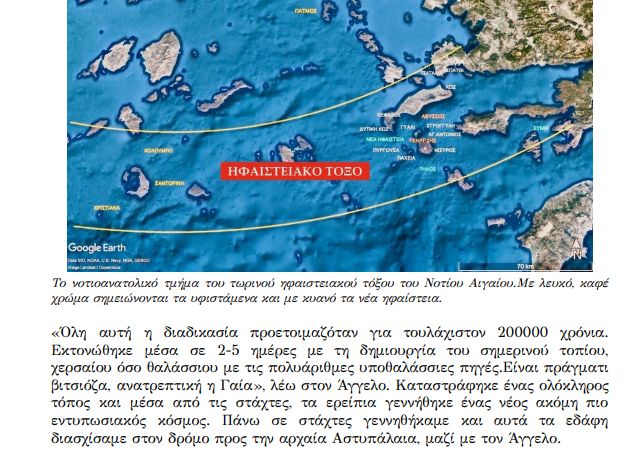 ΠΑΤΜΟΣ
ΚΩΣ
ΚΕΦΑΛΟΣ
ΑΒΥΣΣΟΣ
ΔΥΤΙΚΗ ΚΩΣ
ΓΥΑΛΙ
ΣΤΡΟΓΓΥΛΗ
ΣΥΜΗ
ΑΓ.ΑΝΤΩΝΙΟΣ
ΝΕΑ ΗΦΑΙΣΤΕΙΑ
ΓΕΝΑΡΧΗΣ
ΚΟΛΟΥΜΠΟ
ΠΥΡΓΟΥΣΑ
ΝΙΣΥΡΟΣ
ΠΑΧΕΙΑ
ΗΦΑΙΣΤΕΙΑΚΟ ΤΟΞΟ
ΤΗΛΟΣ
ΣΑΝΤΟΡΙΝΗ
ΧΡΙΣΤΙΑΝΑ
Google Earth
Data SIO, NOAA, U.S. Navy, NGA, GEBCO
Image Landsat / Copernicus
70 km
N
Το νοτιοανατολικό τμήμα του τωρινού ηφαιστειακού τόξου του Νοτίου Αιγαίου.Με λευκό, καφέ
χρώμα σημειώνονται τα υφιστάμενα και με κυανό τα νέα ηφαίστεια.
«Όλη αυτή η διαδικασία προετοιμαζόταν για τουλάχιστον 200000 χρόνια.
Εκτονώθηκε μέσα σε 2-5 ημέρες με τη δημιουργία του σημερινού τοπίου,
χερσαίου όσο θαλάσσιου με τις πολυάριθμες υποθαλάσσιες πηγές.Είναι πράγματι
βιτσιόζα, ανατρεπτική η Γαία», λέω στον Άγγελο. Καταστράφηκε ένας ολόκληρος
τόπος και μέσα από τις στάχτες, τα ερείπια γεννήθηκε ένας νέος ακόμη πιο
εντυπωσιακός κόσμος. Πάνω σε στάχτες γεννηθήκαμε και αυτά τα εδάφη
διασχίσαμε στον δρόμο προς την αρχαία Αστυπάλαια, μαζί με τον Άγγελο.